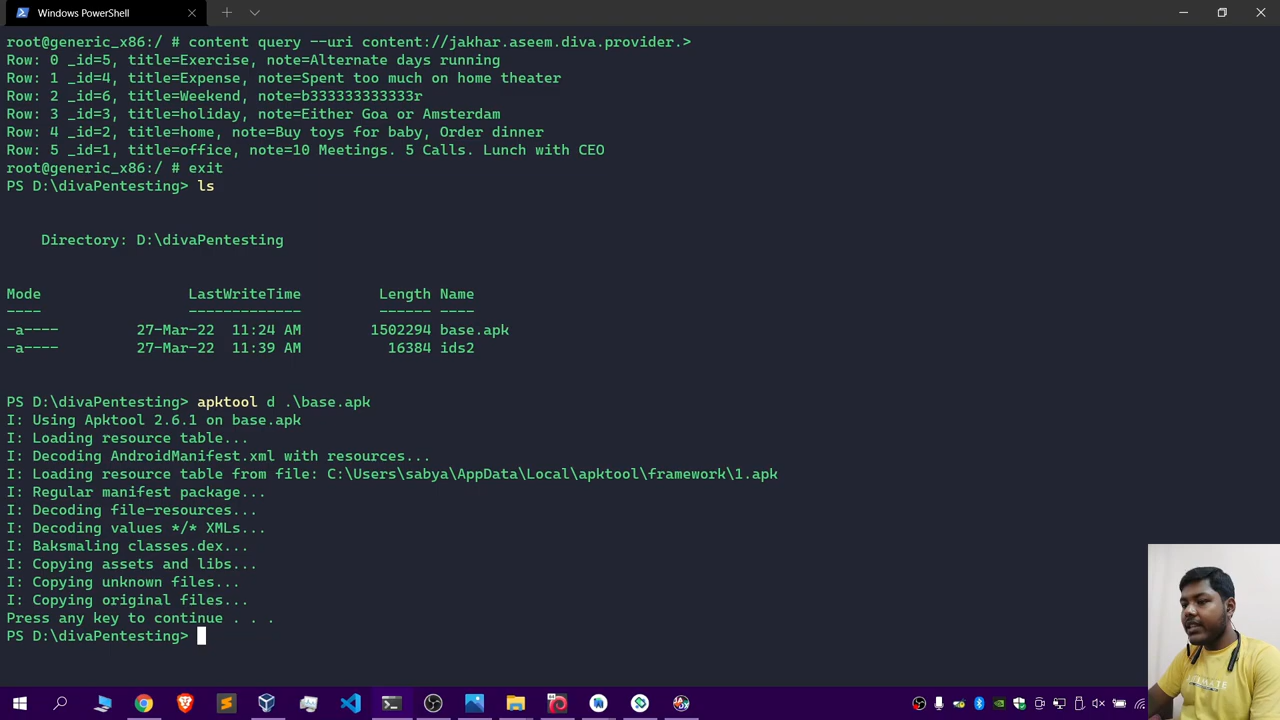 Windows PowerShell
root@generic_x86:/ # content query --uri content://jakhar.aseem.diva.provider.>
Row: 0 _id=5, title=Exercise, note=Alternate days running
Row: 1 _id=4, title=Expense, note=Spent too much on home theater
Row: 2 _id=6, title=Weekend, note=b333333333333r
Row: 3 _id=3, title=holiday, note=Either Goa or Amsterdam
Row: 4 _id=2, title=home, note=Buy toys for baby, Order dinner
Row: 5 _id=1, title=office, note=10 Meetings. 5 Calls. Lunch with CEO
root@generic_x86:/ # exit
PS D:\divaPentesting> ls
Directory: D:\divaPentesting
Mode LastWriteTime Length Name
---- ------------- ------ ----
-a---- 27-Mar-22 11:24 AM 1502294 base.apk
-a---- 27-Mar-22 11:39 AM 16384 ids2
PS D:\divaPentesting> apktool d .\base.apk
I: Using Apktool 2.6.1 on base.apk
I: Loading resource table...
I: Decoding AndroidManifest.xml with resources...
I: Loading resource table from file: C:\Users\sabya\AppData\Local\apktool\framework\1.apk
I: Regular manifest package...
I: Decoding file-resources...
I: Decoding values */* XMLs...
I: Baksmaling classes.dex...
I: Copying assets and libs...
I: Copying unknown files...
I: Copying original files...
Press any key to continue . . .
PS D:\divaPentesting>